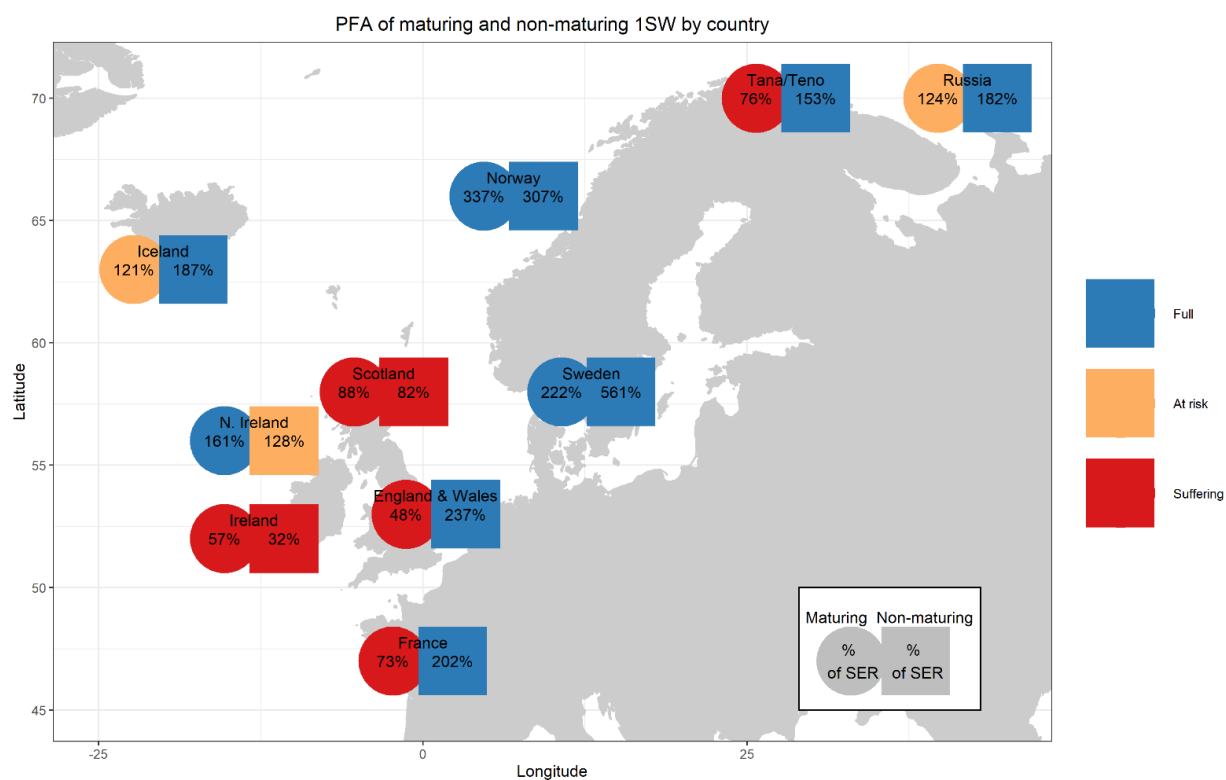 PFA of maturing and non-maturing 1SW by country
Tana/Teno
76% 153%
Russia
124% 182%
70
Norway
337% 307%
65
Iceland
121% 187%
60
Scotland
88% 82%
Sweden
222% 561%
N. Ireland
161% 128%
55
England & Wales
48% 237%
Ireland
57% 32%
50
France
73% 202%
45
Latitude
-25 0 25
Longitude
Full
At risk
Suffering
Maturing Non-maturing
% %
of SER of SER